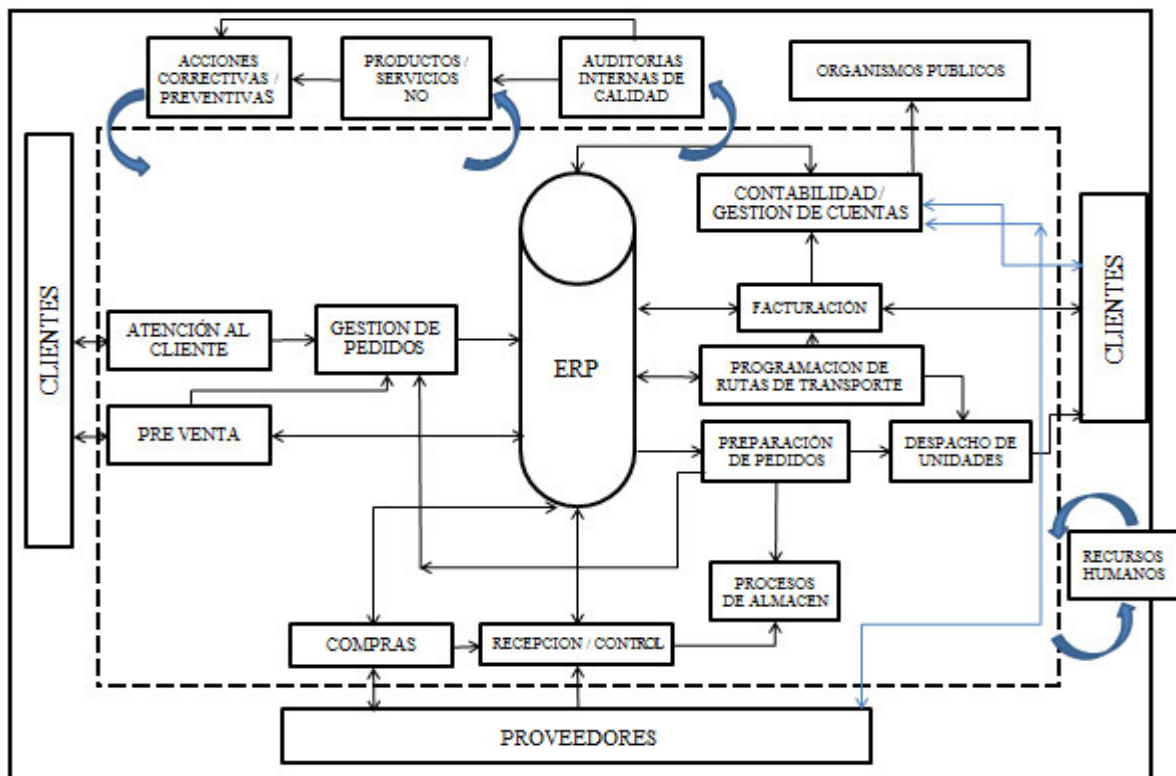 ACCIONES
CORRECTIVAS /
PREVENTIVAS
PRODUCTOS /
SERVICIOS
NO
AUDITORIAS
INTERNAS DE
CALIDAD
ORGANISMOS PUBLICOS
CONTABILIDAD /
GESTION DE CUENTAS
CLIENTES
ATENCIÓN AL
CLIENTE
GESTION DE
PEDIDOS
ERP
FACTURACIÓN
CLIENTES
PROGRAMACION DE
RUTAS DE TRANSPORTE
PRE VENTA
PREPARACIÓN
DE PEDIDOS
DESPACHO DE
UNIDADES
RECURSOS
HUMANOS
PROCESOS
DE ALMACEN
COMPRAS
RECEPCION / CONTROL
PROVEEDORES